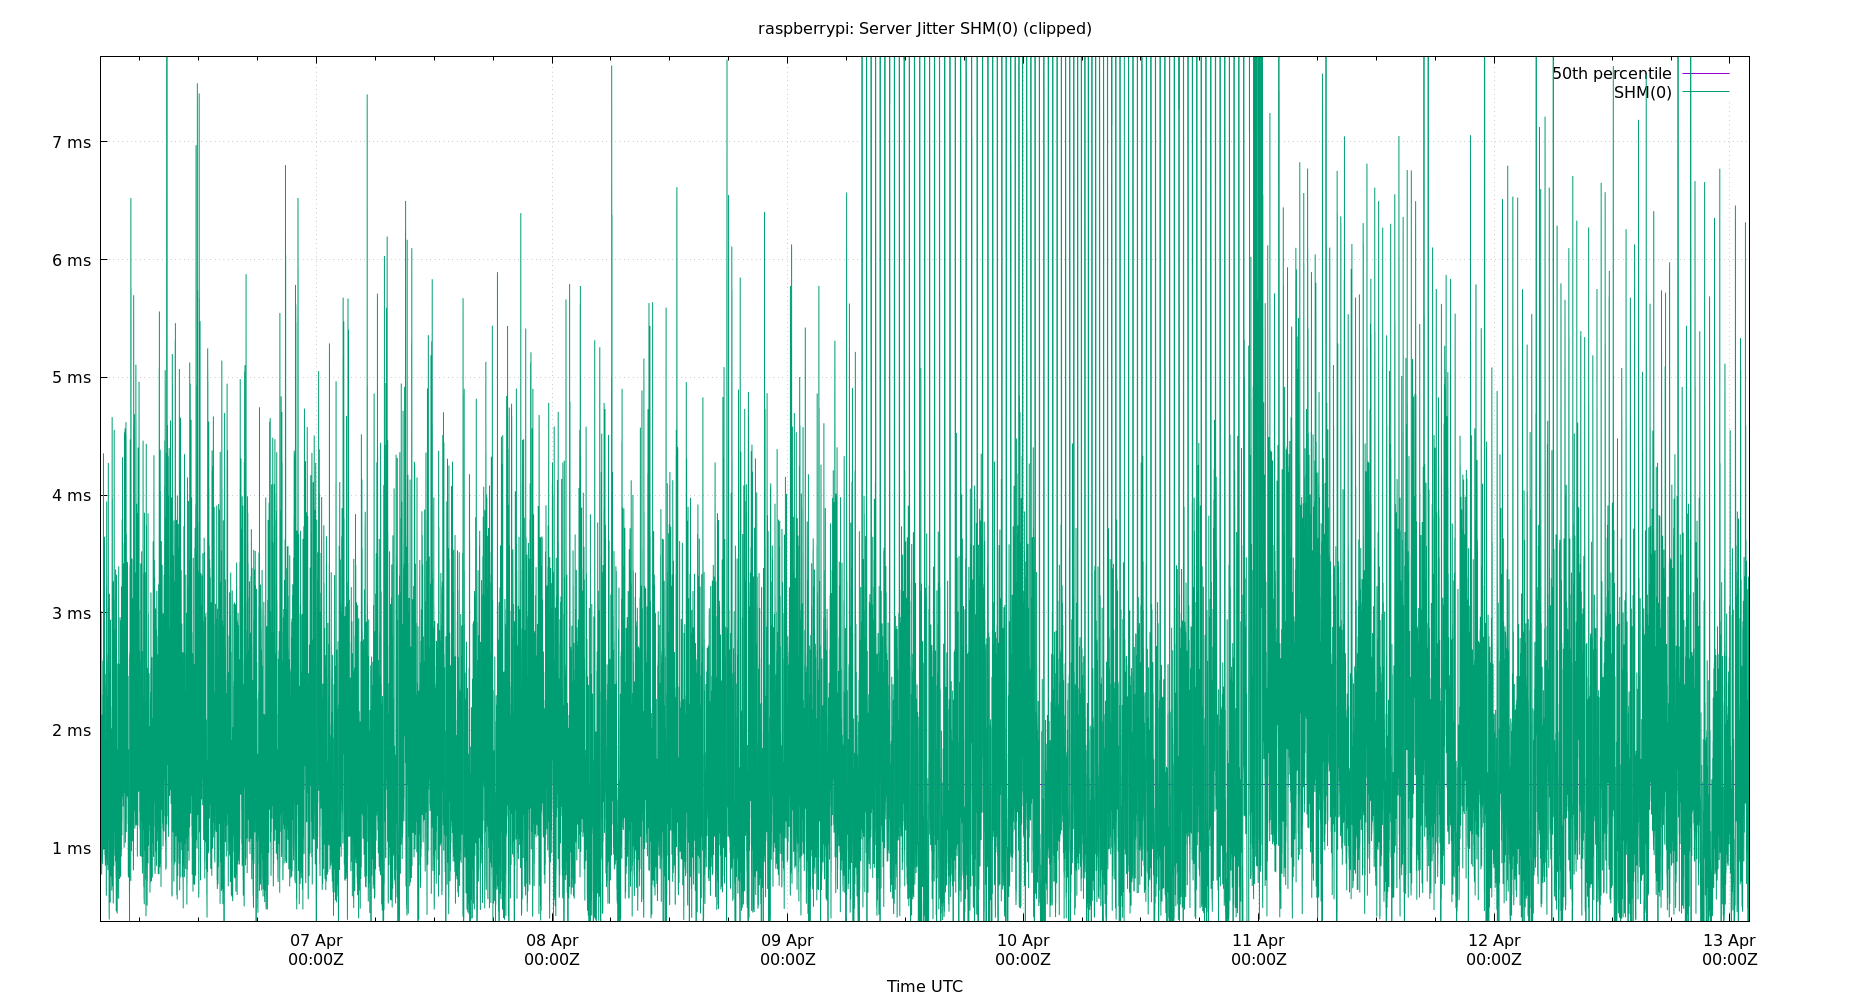 raspberrypi: Server Jitter SHM(0) (clipped)
50th percentile
SHM(0)
7 ms
6 ms
5 ms
4 ms
3 ms
2 ms
1 ms
07 Apr
00:00Z
08 Apr
00:00Z
09 Apr
00:00Z
10 Apr
00:00Z
11 Apr
00:00Z
12 Apr
00:00Z
13 Apr
00:00Z
Time UTC